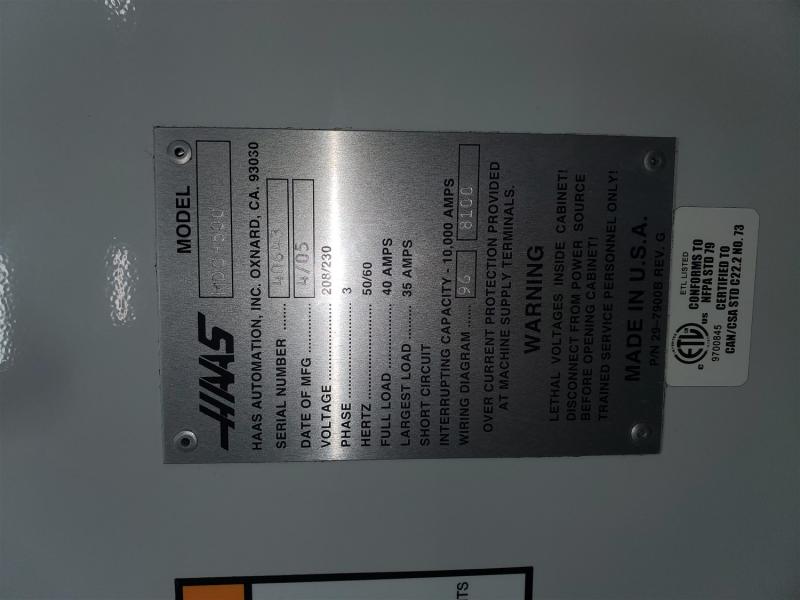 HAAS
MODEL
HAAS AUTOMATION, INC. OXNARD, CA. 93030
SERIAL NUMBER ...... 40643
DATE OF MFG ............ 4/05
VOLTAGE .................. 208/230
PHASE ..................... 3
HERTZ ..................... 50/60
FULL LOAD .............. 40 AMPS
LARGEST LOAD ........ 35 AMPS
SHORT CIRCUIT
INTERRUPTING CAPACITY - 10,000 AMPS
WIRING DIAGRAM ...... 96 8100
OVER CURRENT PROTECTION PROVIDED
AT MACHINE SUPPLY TERMINALS.
WARNING
LETHAL VOLTAGES INSIDE CABINET!
DISCONNECT FROM POWER SOURCE
BEFORE OPENING CABINET!
TRAINED SERVICE PERSONNEL ONLY!
MADE IN U.S.A.
P/N 29-7900B REV. G
ETL LISTED
CONFORMS TO
NFPA STD 79
CERTIFIED TO
CAN/CSA STD C22.2 NO. 73
C ETL US
9700845
TS